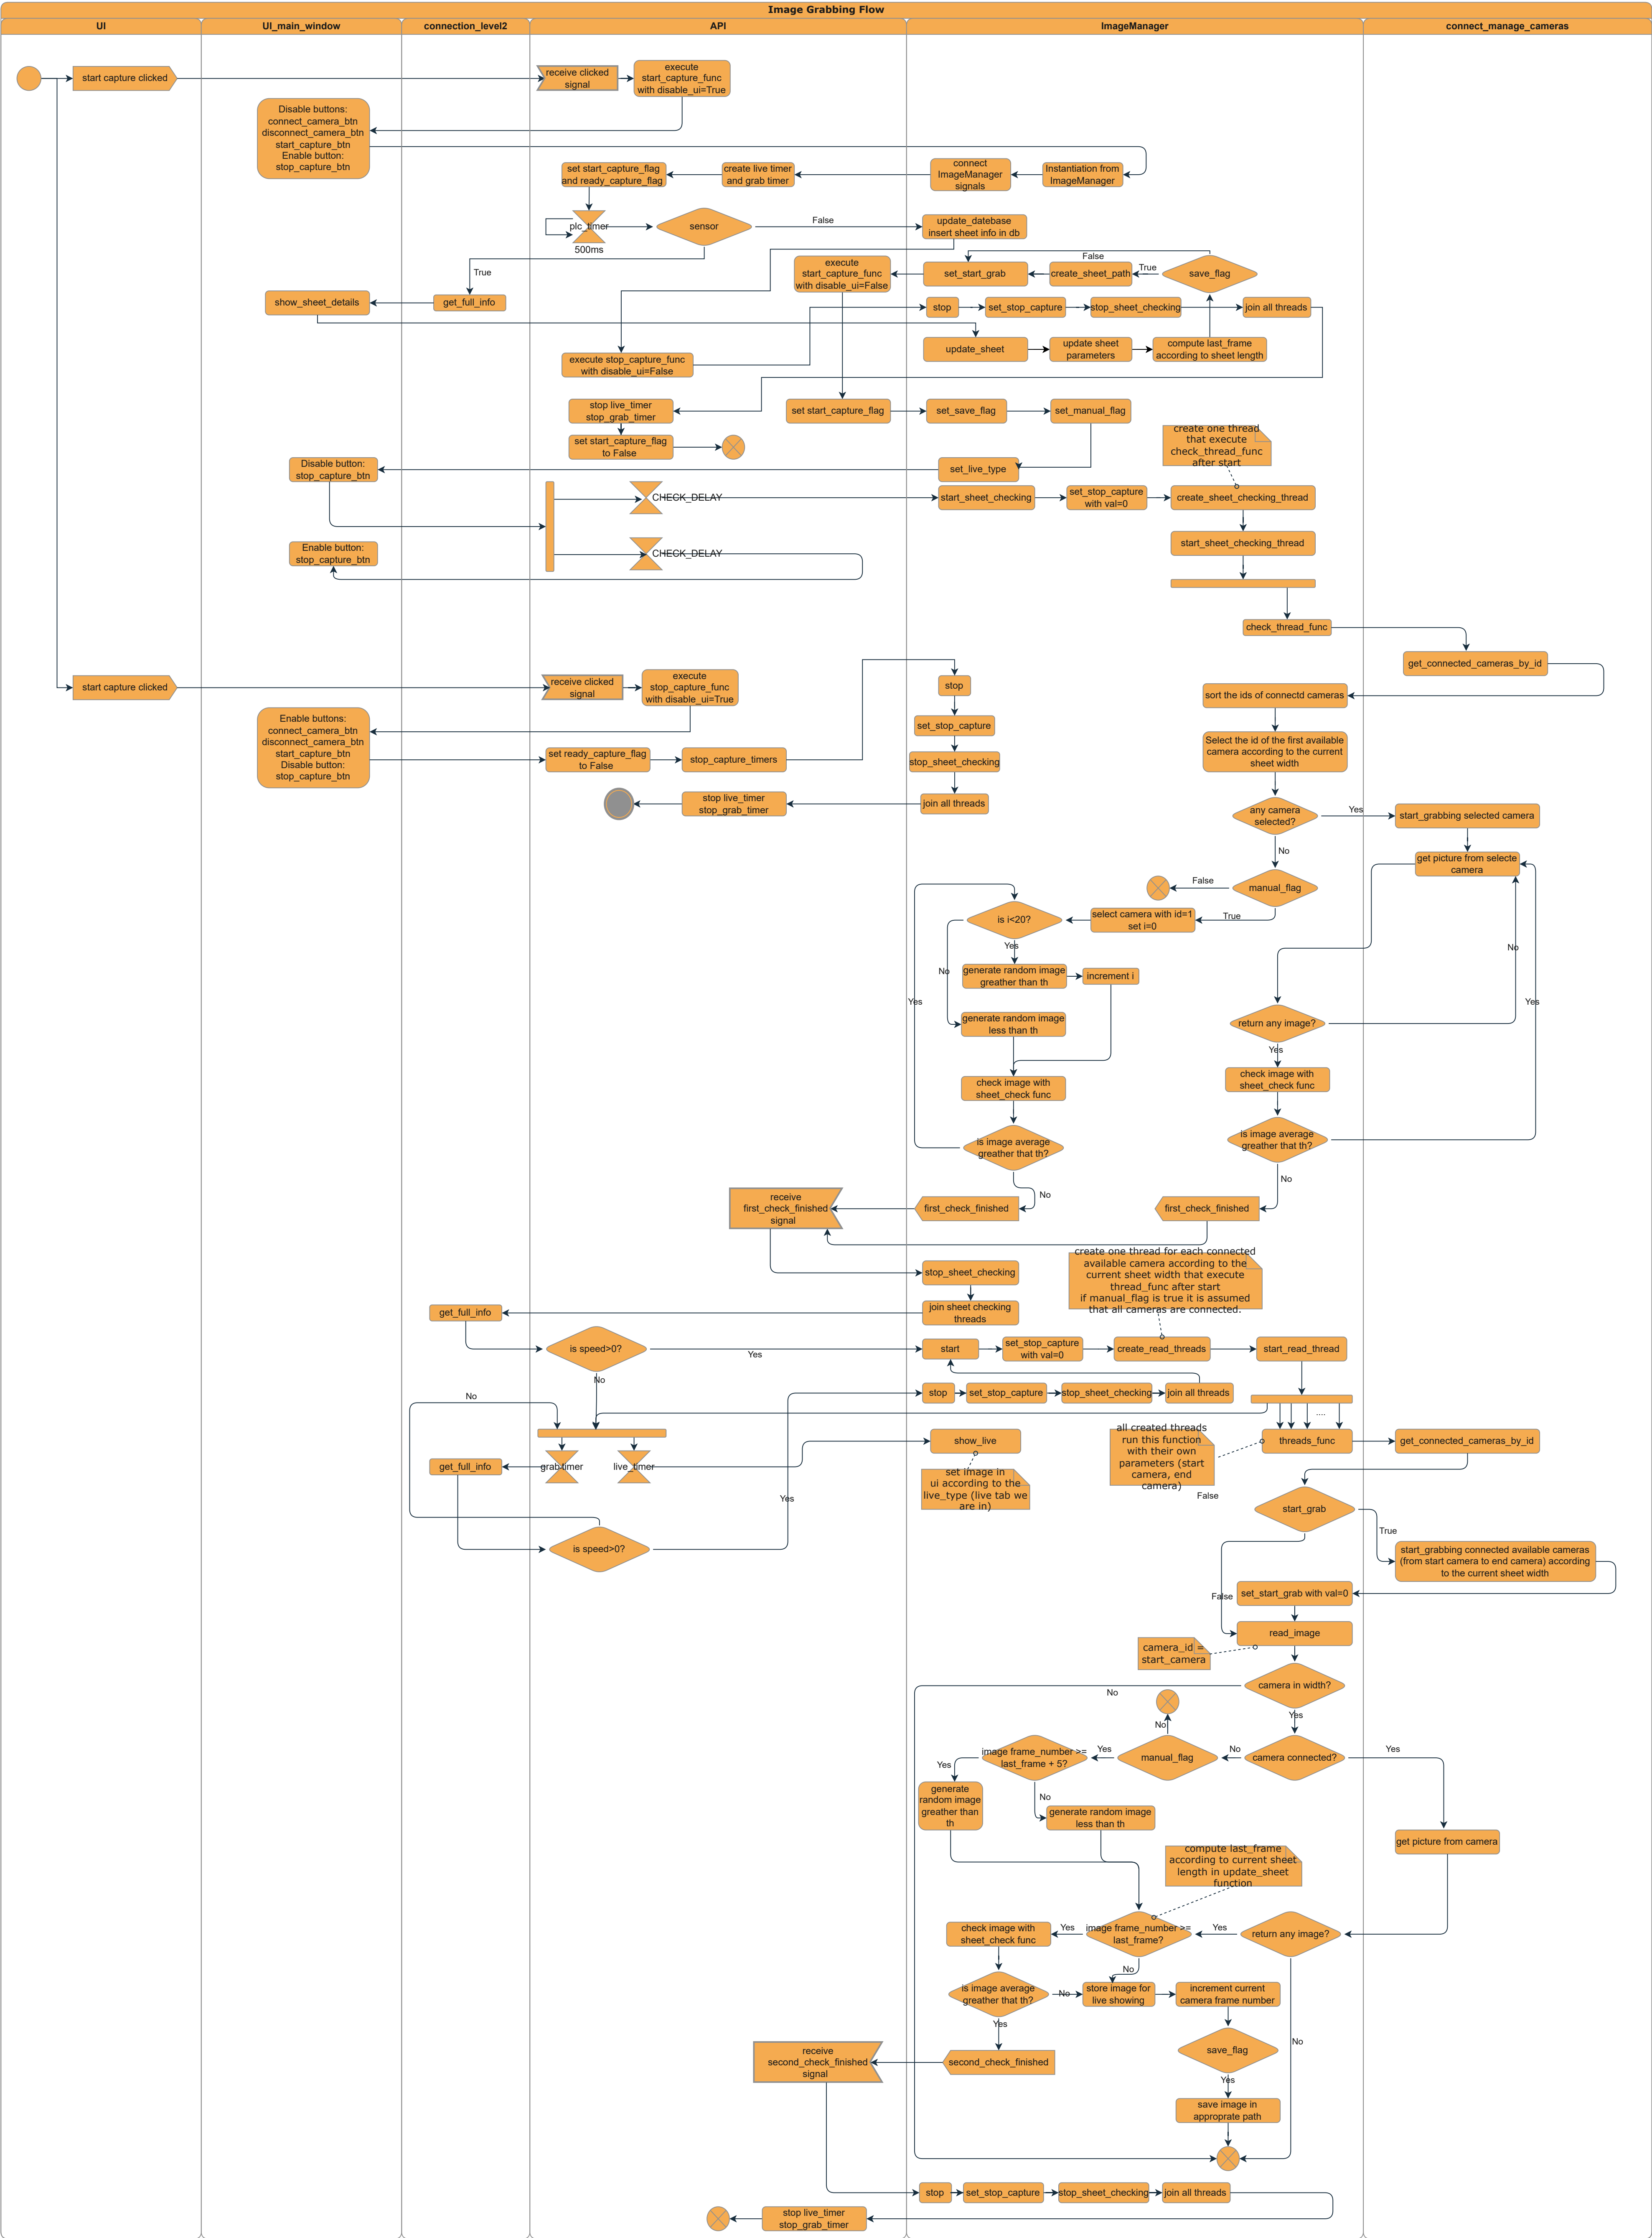 Image Grabbing Flow
UI
UI_main_window
connection_level2
API
ImageManager
connect_manage_cameras
start capture clicked
receive clicked
signal
execute
start_capture_func
with disable_ui=True
Disable buttons:
connect_camera_btn
disconnect_camera_btn
start_capture_btn
Enable button:
stop_capture_btn
set start_capture_flag
and ready_capture_flag
create live timer
and grab timer
connect
ImageManager
signals
Instantiation from
ImageManager
plc_timer
500ms
sensor
False
update_datebase
insert sheet info in db
True
execute
start_capture_func
with disable_ui=False
set_start_grab
False
create_sheet_path
True
save_flag
show_sheet_details
get_full_info
stop
set_stop_capture
stop_sheet_checking
join all threads
execute stop_capture_func
with disable_ui=False
update_sheet
update sheet
parameters
compute last_frame
according to sheet length
stop live_timer
stop_grab_timer
set start_capture_flag
set_save_flag
set_manual_flag
set start_capture_flag
to False
create one thread
that execute
check_thread_func
after start
Disable button:
stop_capture_btn
set_live_type
CHECK_DELAY
start_sheet_checking
set_stop_capture
with val=0
create_sheet_checking_thread
start_sheet_checking_thread
Enable button:
stop_capture_btn
CHECK_DELAY
check_thread_func
get_connected_cameras_by_id
start capture clicked
receive clicked
signal
execute
stop_capture_func
with disable_ui=True
stop
sort the ids of connectd cameras
Enable buttons:
connect_camera_btn
disconnect_camera_btn
start_capture_btn
Disable button:
stop_capture_btn
set_stop_capture
Select the id of the first available
camera according to the current
sheet width
set ready_capture_flag
to False
stop_capture_timers
stop_sheet_checking
stop live_timer
stop_grab_timer
join all threads
any camera
selected?
Yes
start_grabbing selected camera
No
get picture from selecte
camera
False
manual_flag
is i<20?
select camera with id=1
set i=0
True
Yes
No
No
generate random image
greather than th
increment i
Yes
Yes
generate random image
less than th
return any image?
Yes
check image with
sheet_check func
check image with
sheet_check func
is image average
greather that th?
is image average
greather that th?
No
No
receive
first_check_finished
signal
first_check_finished
first_check_finished
create one thread for each connected
available camera according to the
current sheet width that execute
thread_func after start
if manual_flag is true it is assumed
that all cameras are connected.
stop_sheet_checking
get_full_info
join sheet checking
threads
is speed>0?
Yes
start
set_stop_capture
with val=0
create_read_threads
start_read_thread
No
No
stop
set_stop_capture
stop_sheet_checking
join all threads
....
all created threads
run this function
with their own
parameters (start
camera, end
camera)
show_live
threads_func
get_connected_cameras_by_id
get_full_info
grab timer
live_timer
set image in
ui according to the
live_type (live tab we
are in)
Yes
False
start_grab
True
is speed>0?
start_grabbing connected available cameras
(from start camera to end camera) according
to the current sheet width
False
set_start_grab with val=0
read_image
camera_id =
start_camera
camera in width?
No
Yes
No
image frame_number >=
last_frame + 5?
Yes
manual_flag
No
camera connected?
Yes
Yes
generate
random image
greather than
th
No
generate random image
less than th
get picture from camera
compute last_frame
according to current sheet
length in update_sheet
function
check image with
sheet_check func
Yes
image frame_number >=
last_frame?
Yes
return any image?
No
is image average
greather that th?
No
store image for
live showing
increment current
camera frame number
Yes
No
receive
second_check_finished
signal
second_check_finished
save_flag
Yes
save image in
approprate path
stop
set_stop_capture
stop_sheet_checking
join all threads
stop live_timer
stop_grab_timer